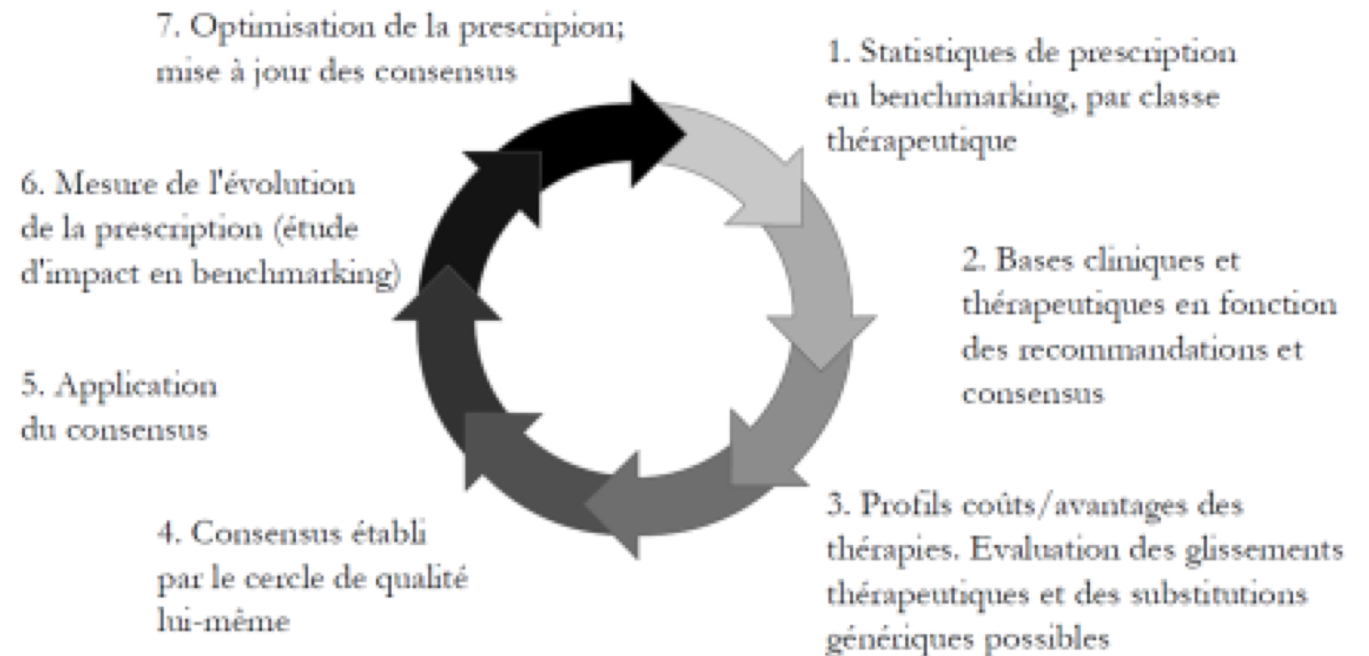 7. Optimisation de la prescripion;
mise à jour des consensus
1. Statistiques de prescription
en benchmarking, par classe
thérapeutique
2. Bases cliniques et
thérapeutiques en fonction
des recommandations et
consensus
3. Profils coûts/avantages des
thérapies. Evaluation des glissements
thérapeutiques et des substitutions
génériques possibles
4. Consensus établi
par le cercle de qualité
lui-même
5. Application
du consensus
6. Mesure de l'évolution
de la prescription (étude
d'impact en benchmarking)